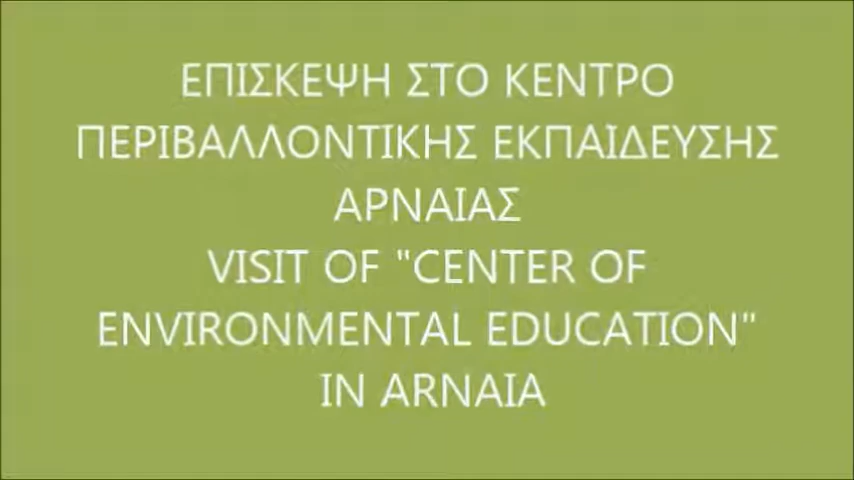 ΕΠΙΣΚΕΨΗ ΣΤΟ ΚΕΝΤΡΟ
ΠΕΡΙΒΑΛΛΟΝΤΙΚΗΣ ΕΚΠΑΙΔΕΥΣΗΣ
ΑΡΝΑΙΑΣ
VISIT OF "CENTER OF
ENVIRONMENTAL EDUCATION"
IN ARNAIA